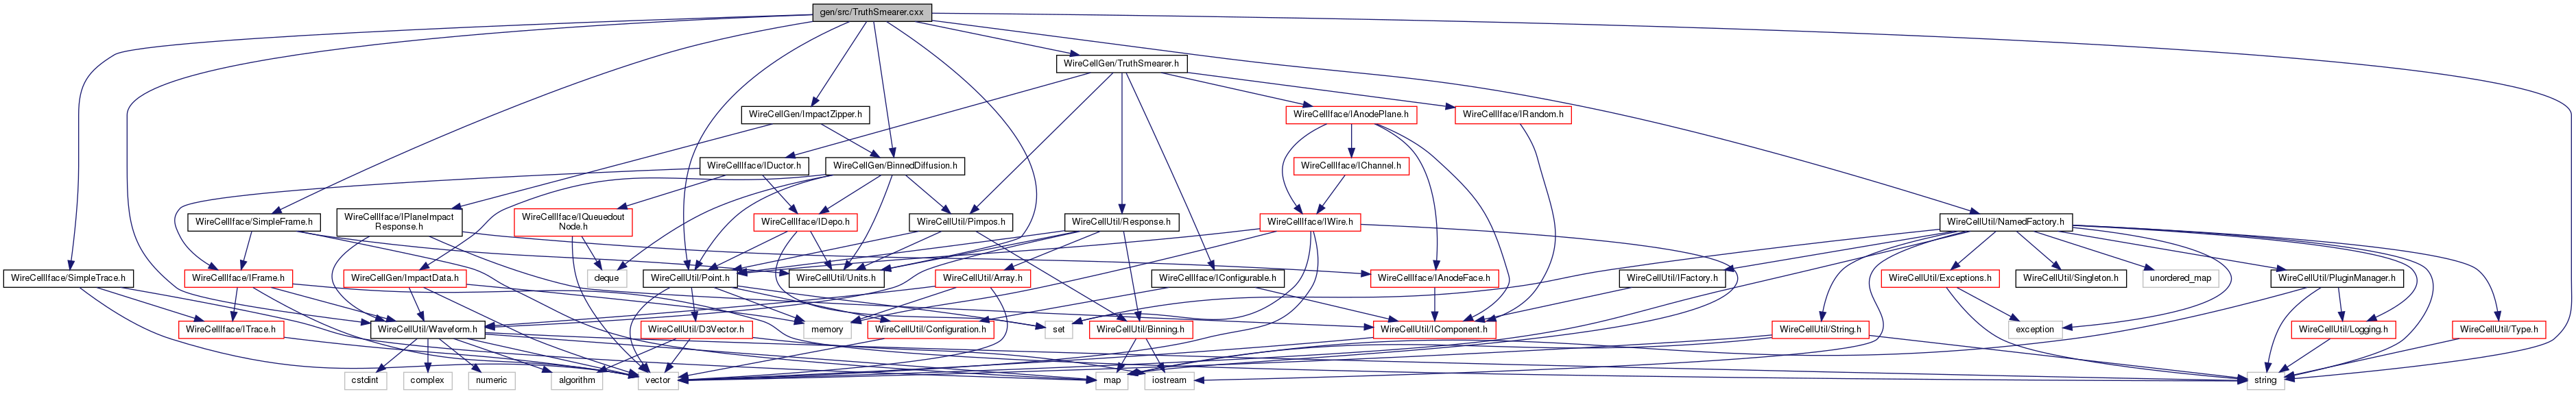 gen/src/TruthSmearer.cxx
WireCellGen/TruthSmearer.h
WireCellGen/ImpactZipper.h
WireCellIface/IAnodePlane.h
WireCellIface/IRandom.h
WireCellIface/IDuctor.h
WireCellGen/BinnedDiffusion.h
WireCellIface/IChannel.h
WireCellIface/SimpleFrame.h
WireCellIface/IPlaneImpact
Response.h
WireCellIface/IQueuedout
Node.h
WireCellIface/IDepo.h
WireCellUtil/Pimpos.h
WireCellUtil/Response.h
WireCellIface/IWire.h
WireCellUtil/NamedFactory.h
WireCellIface/SimpleTrace.h
WireCellIface/IFrame.h
WireCellGen/ImpactData.h
deque
WireCellUtil/Point.h
WireCellUtil/Units.h
WireCellUtil/Array.h
WireCellIface/IConfigurable.h
WireCellIface/IAnodeFace.h
WireCellUtil/IFactory.h
WireCellUtil/Exceptions.h
WireCellUtil/Singleton.h
unordered_map
WireCellUtil/PluginManager.h
WireCellIface/ITrace.h
WireCellUtil/Waveform.h
WireCellUtil/D3Vector.h
memory
WireCellUtil/Configuration.h
set
WireCellUtil/Binning.h
WireCellUtil/IComponent.h
WireCellUtil/String.h
exception
WireCellUtil/Logging.h
WireCellUtil/Type.h
cstdint
complex
numeric
algorithm
vector
map
iostream
string